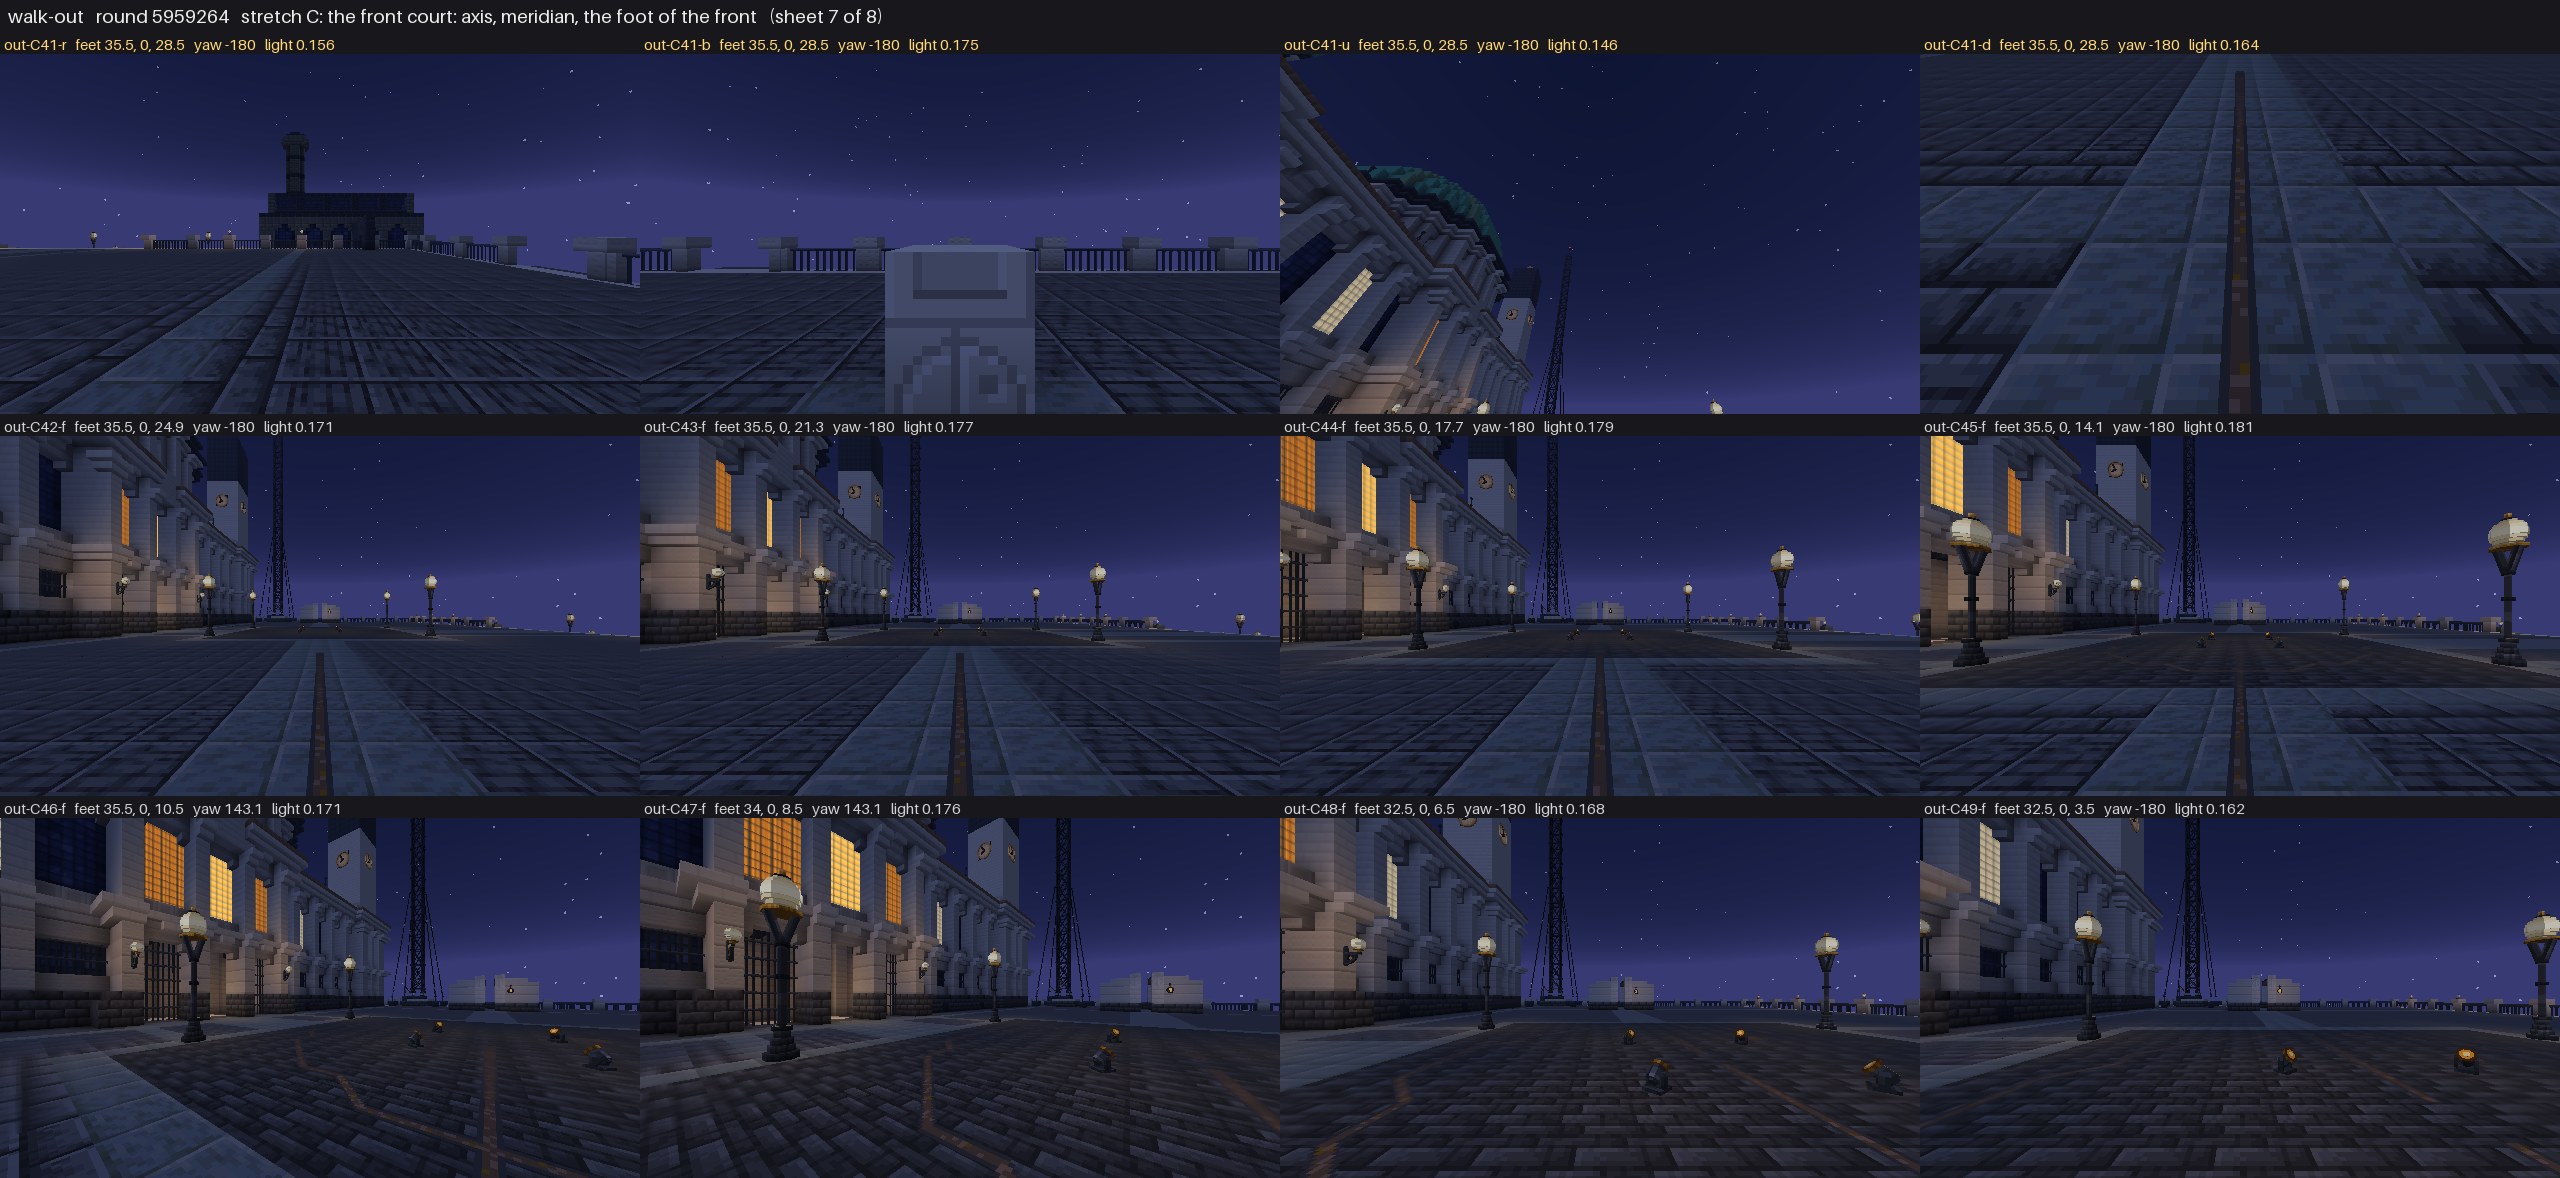 walk-out round 5959264 stretch C: the front court: axis, meridian, the foot of the front (sheet 7 of 8)
out-C41-r feet 35.5, 0, 28.5 yaw -180 light 0.156
out-C41-b feet 35.5, 0, 28.5 yaw -180 light 0.175
out-C41-u feet 35.5, 0, 28.5 yaw -180 light 0.146
out-C41-d feet 35.5, 0, 28.5 yaw -180 light 0.164
out-C42-f feet 35.5, 0, 24.9 yaw -180 light 0.171
out-C43-f feet 35.5, 0, 21.3 yaw -180 light 0.177
out-C44-f feet 35.5, 0, 17.7 yaw -180 light 0.179
out-C45-f feet 35.5, 0, 14.1 yaw -180 light 0.181
out-C46-f feet 35.5, 0, 10.5 yaw 143.1 light 0.171
out-C47-f feet 34, 0, 8.5 yaw 143.1 light 0.176
out-C48-f feet 32.5, 0, 6.5 yaw -180 light 0.168
out-C49-f feet 32.5, 0, 3.5 yaw -180 light 0.162